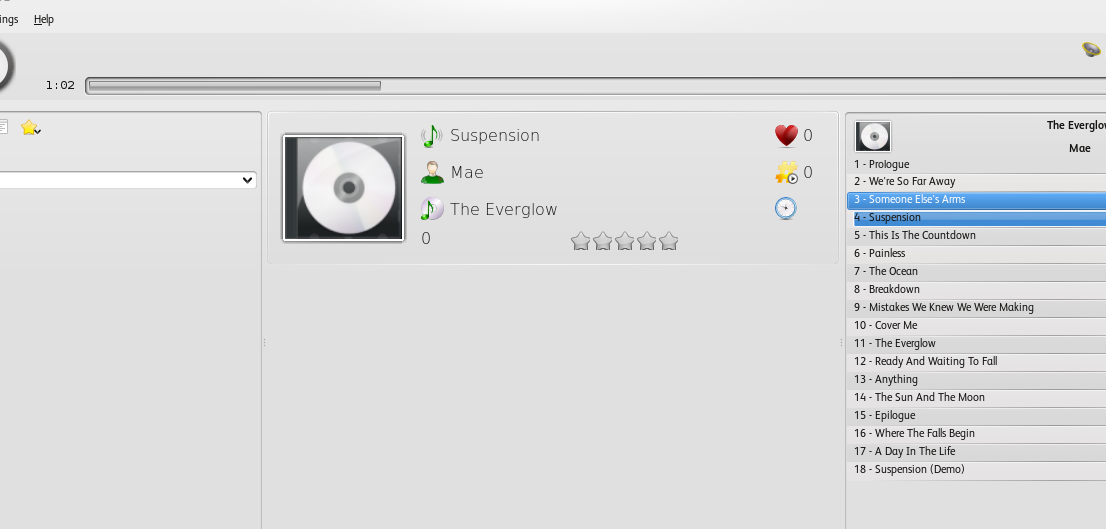 ings Help
1:02
Suspension 0
Mae 0
The Everglow
0
The Everglow
Mae
1 - Prologue
2 - We're So Far Away
3 - Someone Else's Arms
4 - Suspension
5 - This Is The Countdown
6 - Painless
7 - The Ocean
8 - Breakdown
9 - Mistakes We Knew We Were Making
10 - Cover Me
11 - The Everglow
12 - Ready And Waiting To Fall
13 - Anything
14 - The Sun And The Moon
15 - Epilogue
16 - Where The Falls Begin
17 - A Day In The Life
18 - Suspension (Demo)